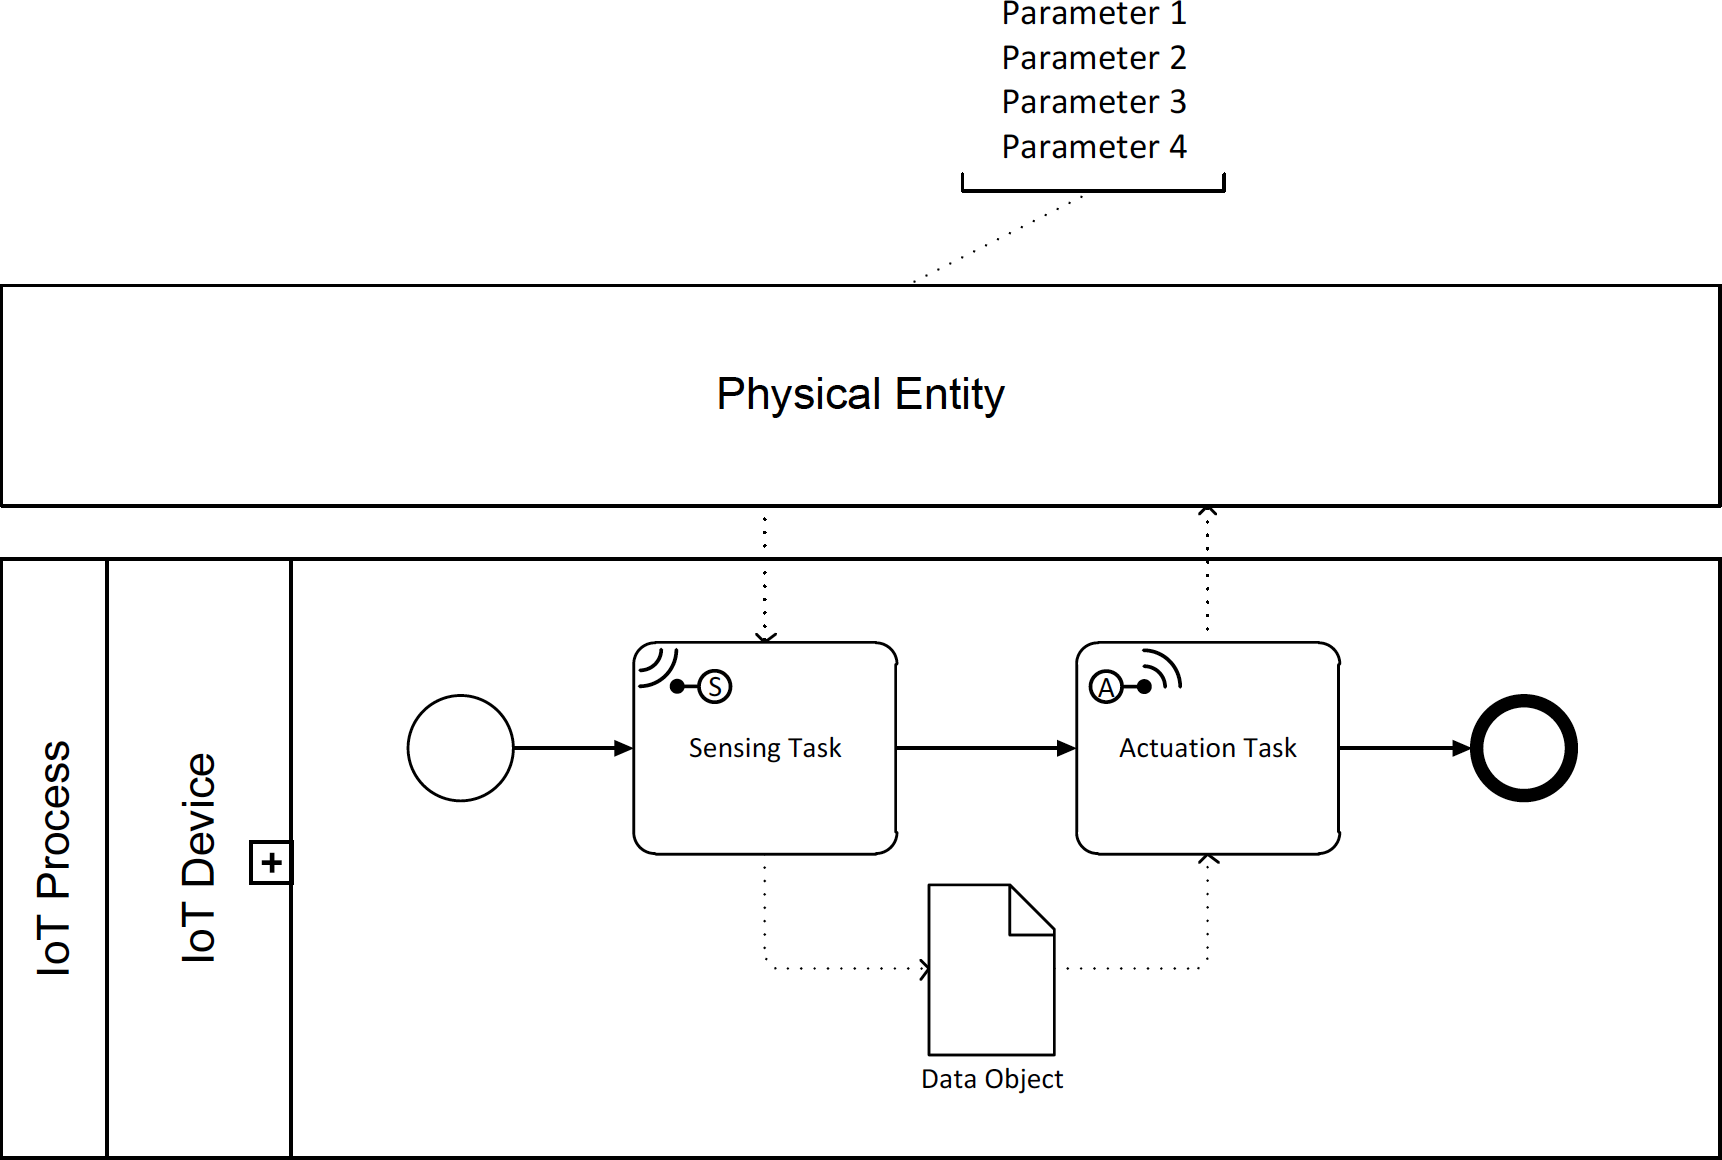 Parameter 1
Parameter 2
Parameter 3
Parameter 4
Physical Entity
IoT Process
IoT Device
S
Sensing Task
A
Actuation Task
Data Object